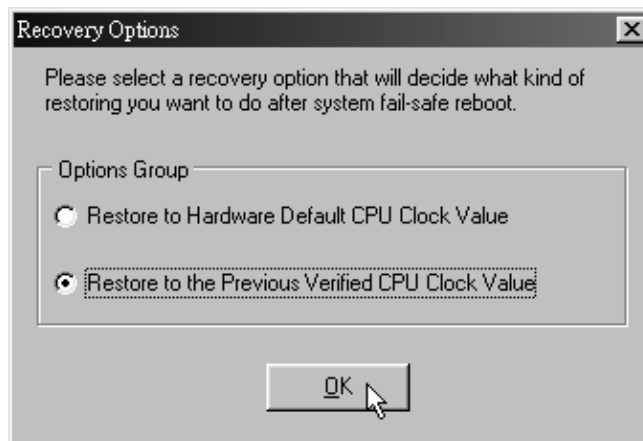 Recovery Options
Please select a recovery option that will decide what kind of
restoring you want to do after system fail-safe reboot.
Options Group
Restore to Hardware Default CPU Clock Value
Restore to the Previous Verified CPU Clock Value
OK